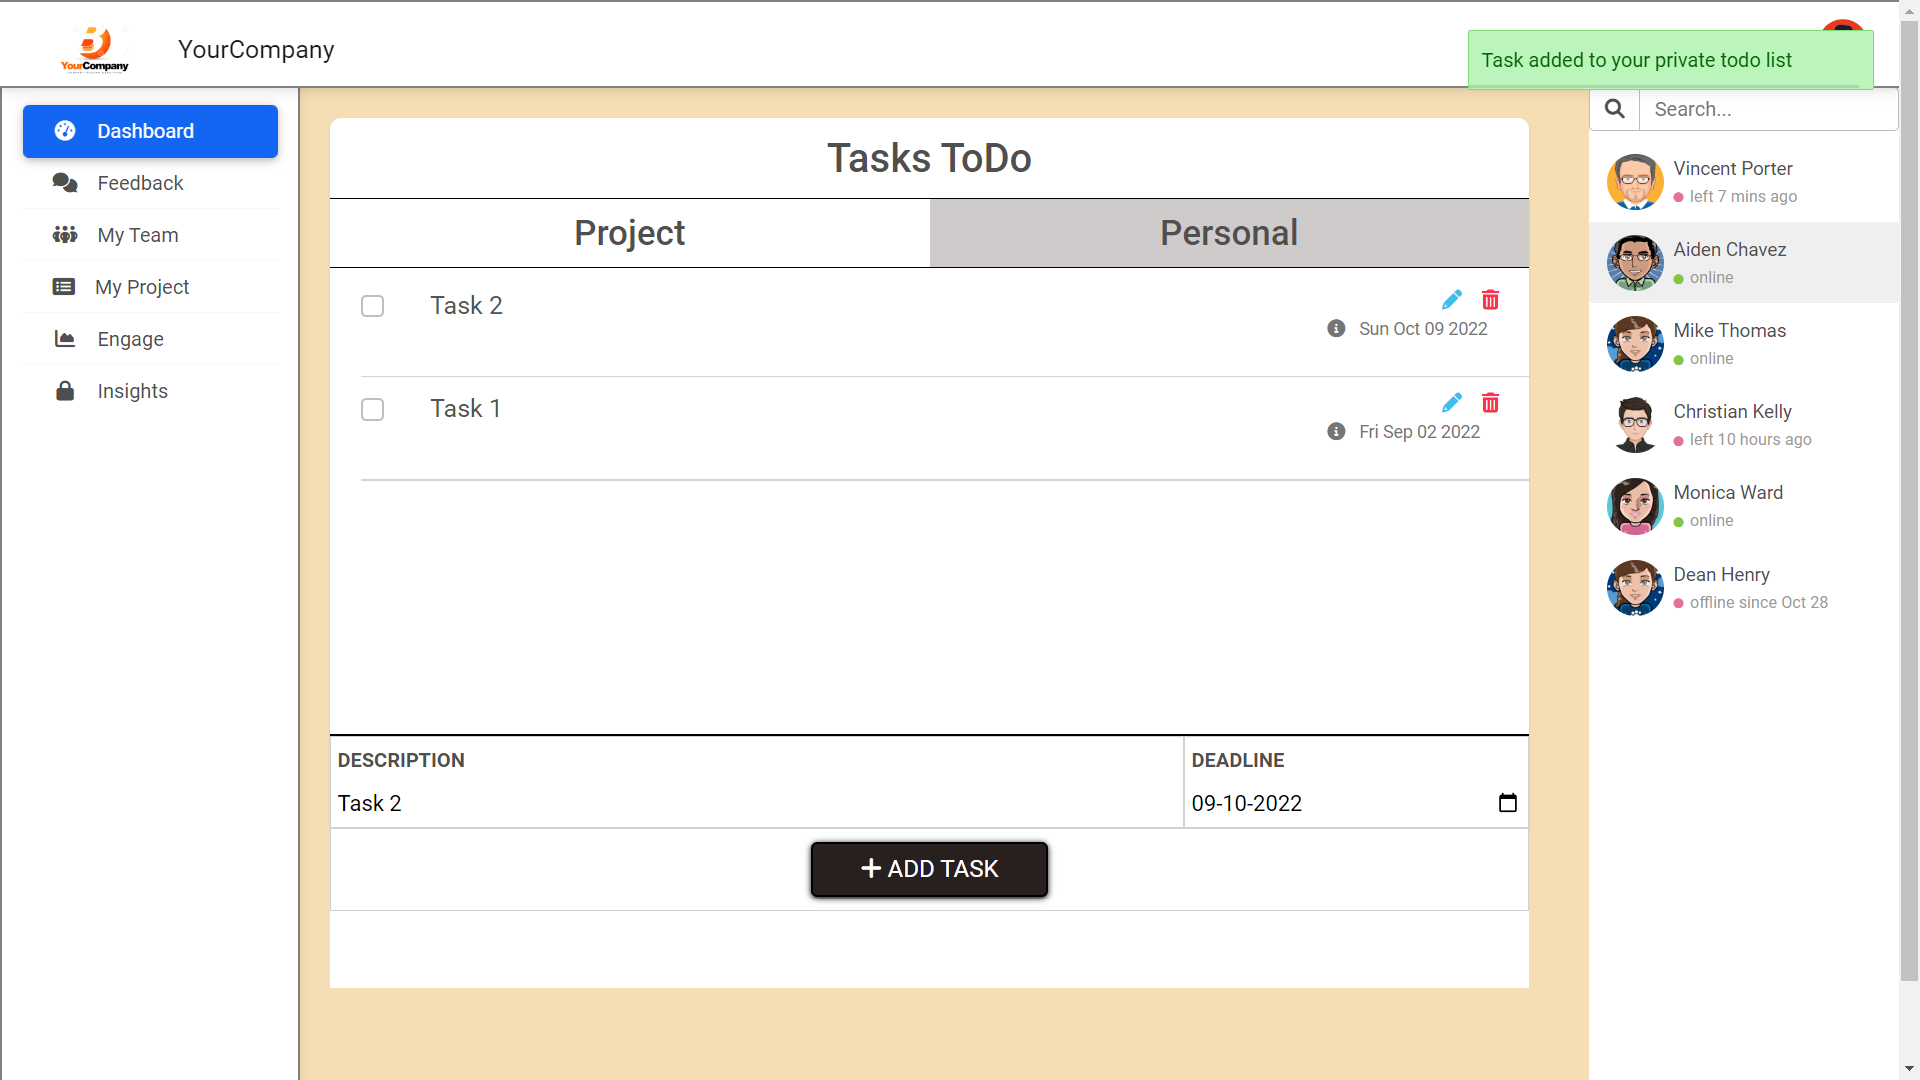 YourCompany
YourCompany
Task added to your private todo list
Dashboard
Feedback
My Team
My Project
Engage
Insights
Tasks ToDo
Project
Personal
Task 2
Sun Oct 09 2022
Task 1
Fri Sep 02 2022
DESCRIPTION
Task 2
DEADLINE
09-10-2022
ADD TASK
Search...
Vincent Porter
left 7 mins ago
Aiden Chavez
online
Mike Thomas
online
Christian Kelly
left 10 hours ago
Monica Ward
online
Dean Henry
offline since Oct 28